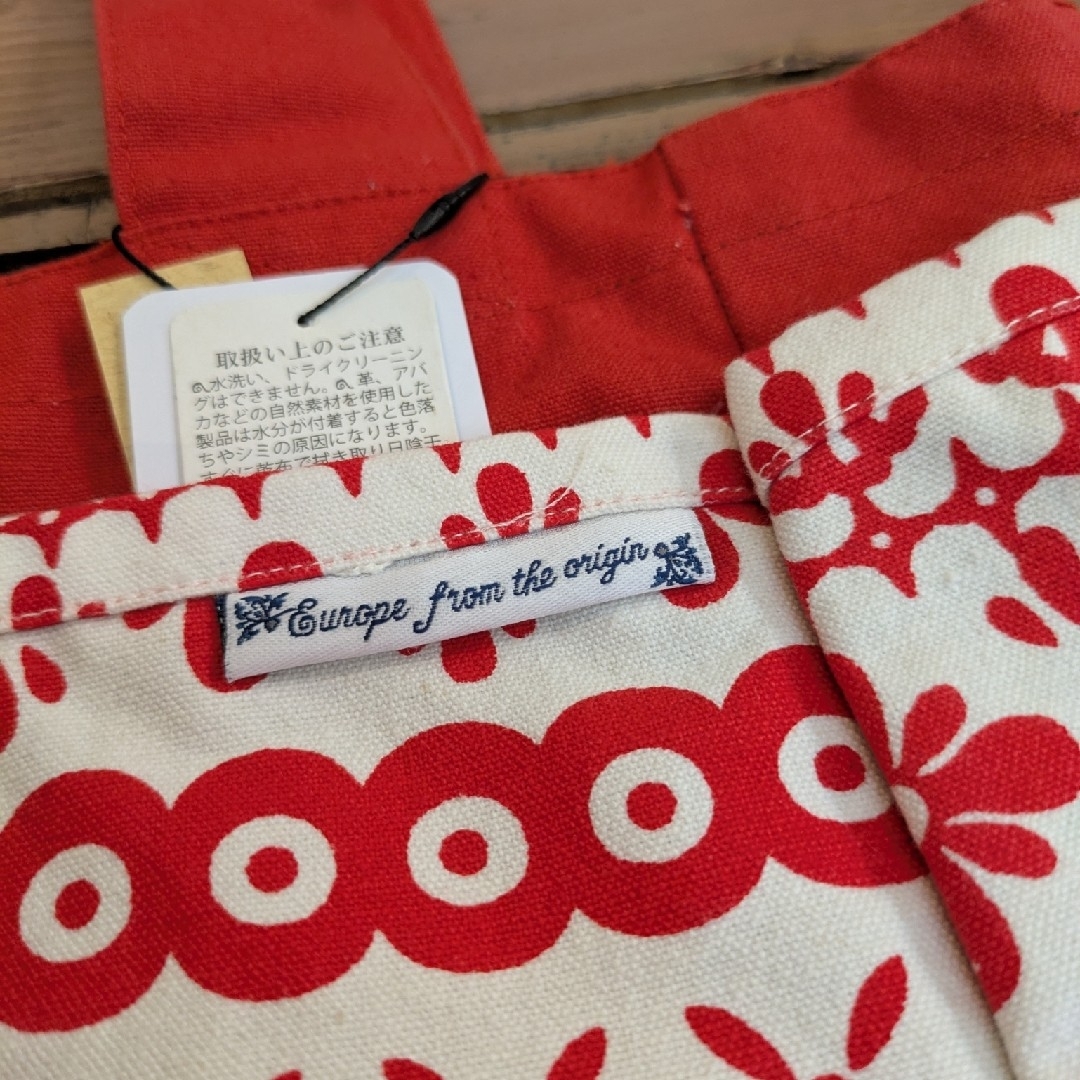 取扱い上のご注意
水洗い、ドライクリーニン
グはできません。革、アバ
カなどの自然素材を使用した
製品は水分が付着すると色落
ちやシミの原因になります。
Europe from the origin